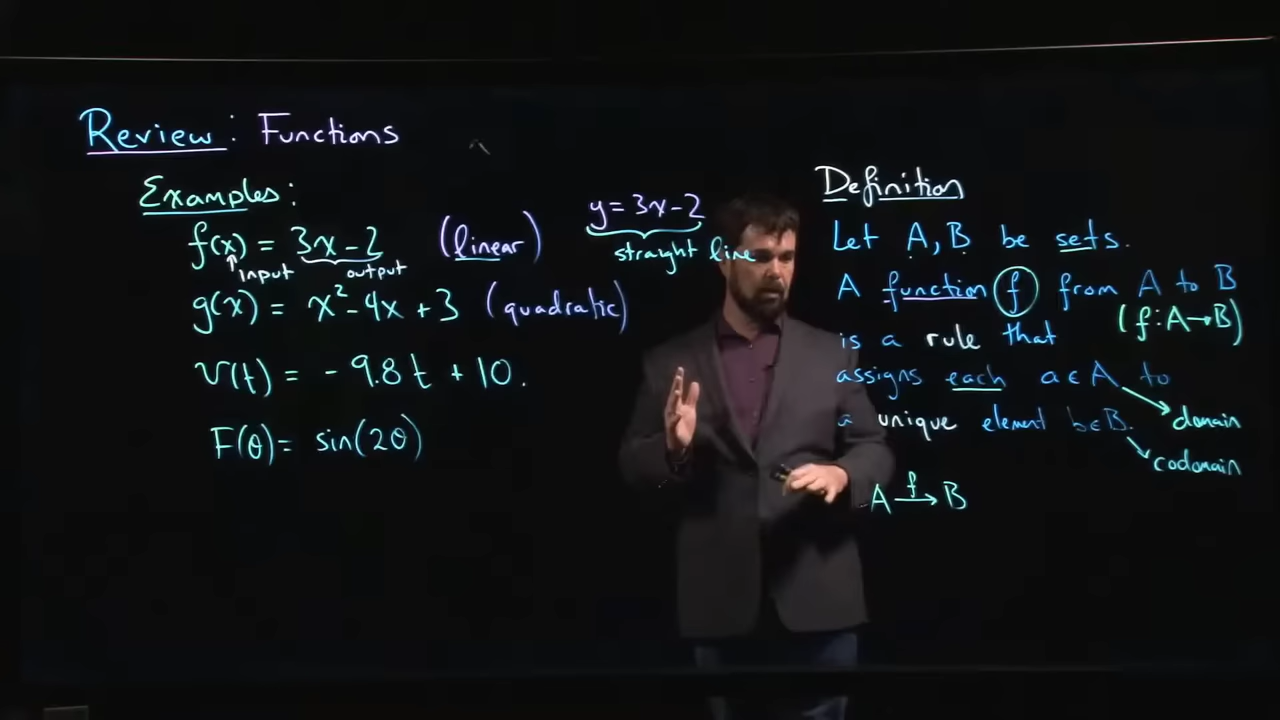 Review: Functions
Examples:
f(x) = 3x - 2 (linear)
input output
y = 3x - 2
straight line
g(x) = x² - 4x + 3 (quadratic)
v(t) = - 9.8t + 10.
F(θ) = sin(2θ)
Definition
Let A, B be sets.
A function f from A to B
(f: A → B)
is a rule that
assigns each a ∈ A to
domain
a unique element b ∈ B.
codomain
A f→ B